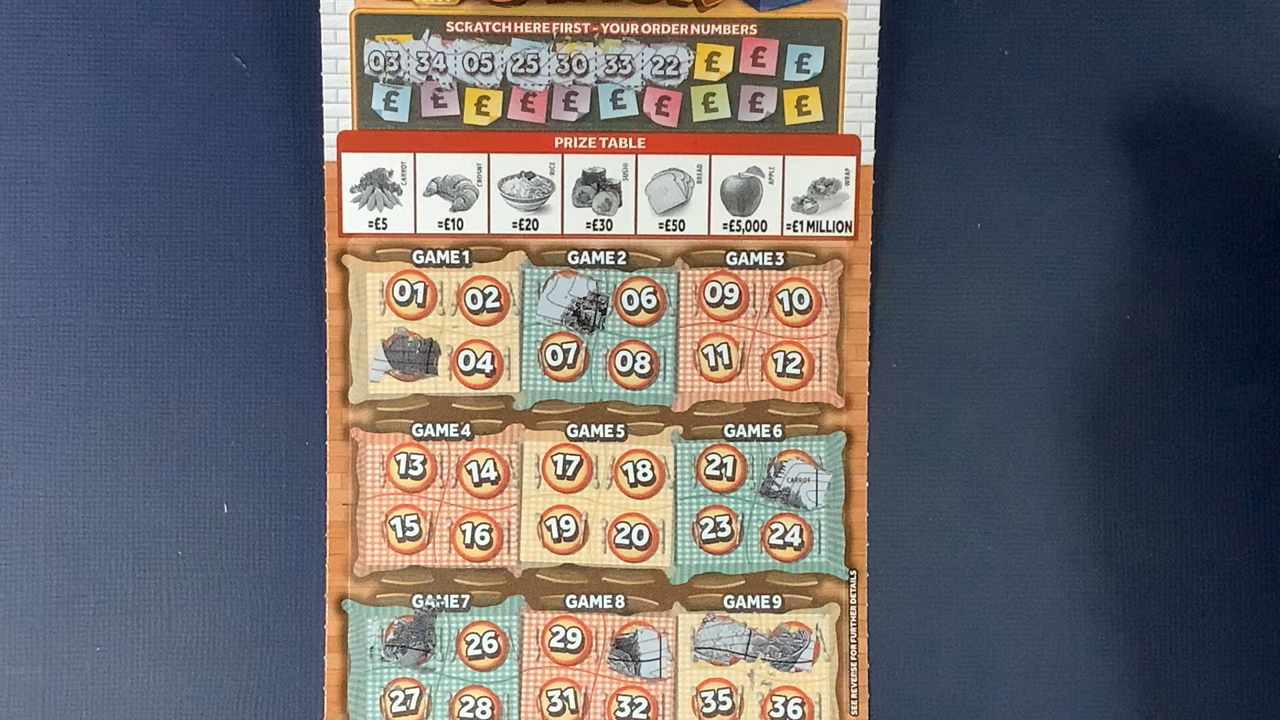 SCRATCH HERE FIRST - YOUR ORDER NUMBERS
03 34 05 25 30 33 22 £ £ £
£ £ £ £ £ £ £ £ £ £
PRIZE TABLE
CARROT CROSNT RICE SUSHI BREAD APPLE WRAP
=£5 =£10 =£20 =£30 =£50 =£5,000 =£1 MILLION
GAME 1 GAME 2 GAME 3
01 02 06 09 10
04 07 08 11 12
GAME 4 GAME 5 GAME 6
13 14 17 18 21 CARROT
15 16 19 20 23 24
GAME 7 GAME 8 GAME 9
26 29
27 28 31 32 35 36
SEE REVERSE FOR FURTHER DETAILS